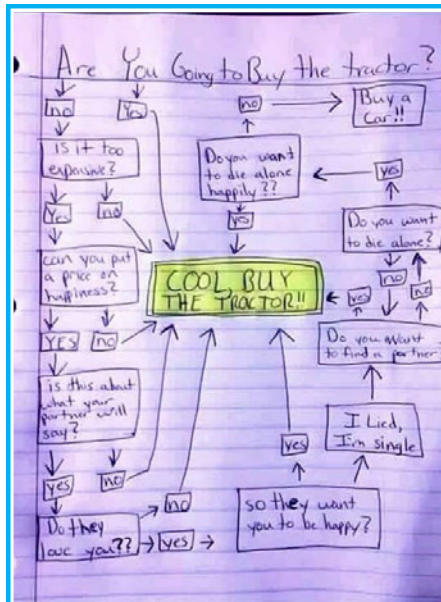 Are You Going to Buy the tractor?
no
Yes
no
Buy a
Car!!
Is it too
expensive?
Do you want
to die alone
happily??
yes
Yes
no
yes
Do you want
to die alone?
can you put
a price on
happiness?
COOL, BUY
THE TRACTOR!!
no
yes
no
YES
no
Do you want
to find a partner
is this about
what your
partner will
say?
I Lied,
I'm single
yes
yes
no
no
Do they
love you??
yes
so they want
you to be happy?